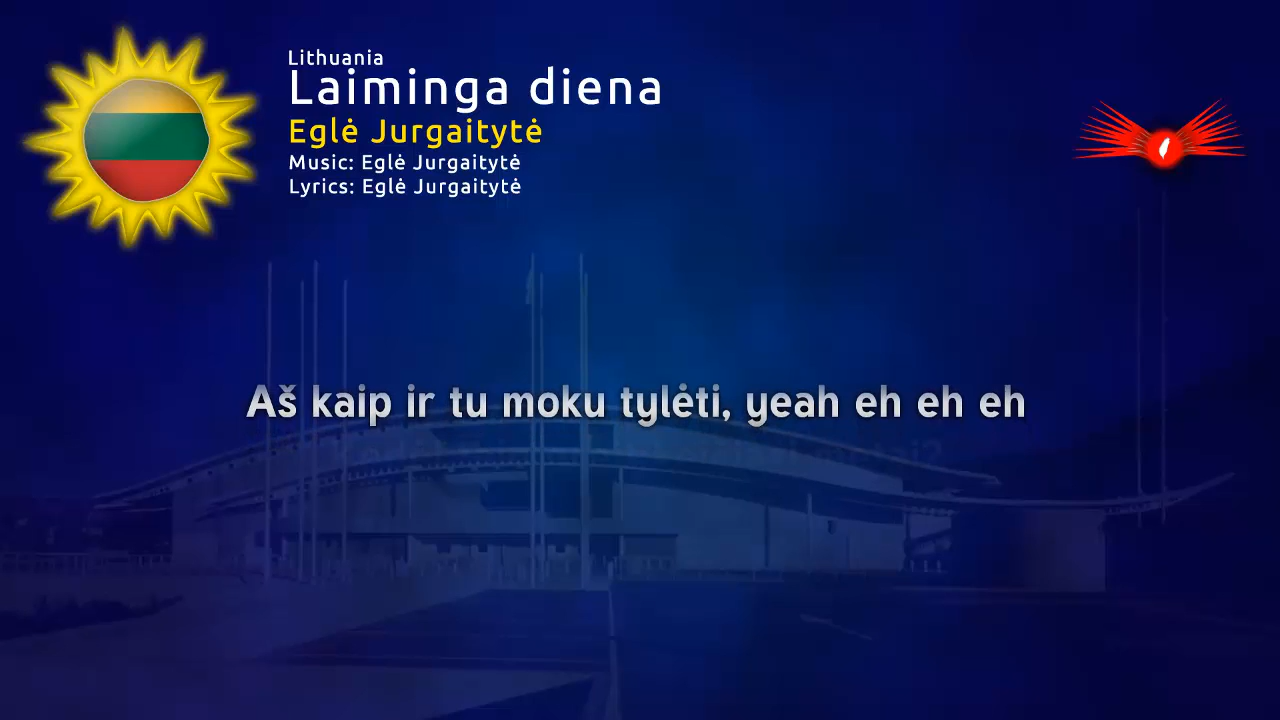 Lithuania
Laiminga diena
Eglė Jurgaitytė
Music: Eglė Jurgaitytė
Lyrics: Eglė Jurgaitytė
Aš kaip ir tu moku tylėti, yeah eh eh eh